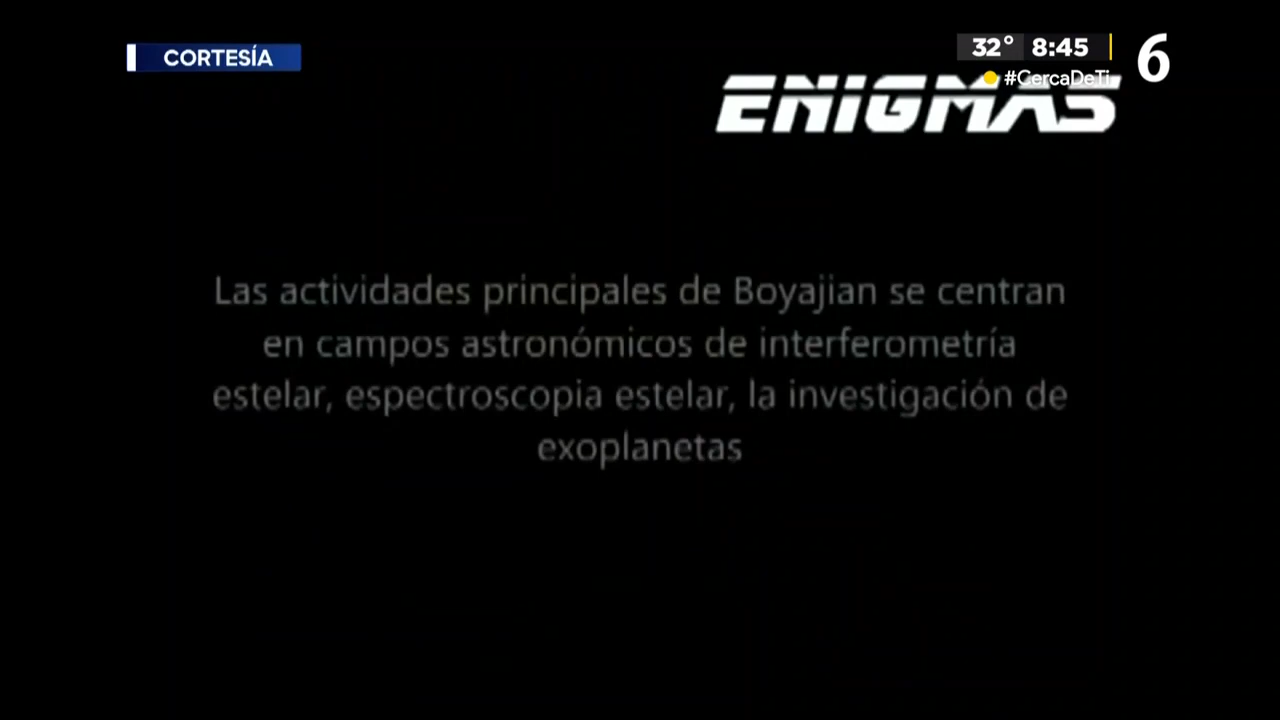 CORTESÍA
32° 8:45
6
#CercaDeTi
ENIGMAS
Las actividades principales de Boyajian se centran
en campos astronómicos de interferometría
estelar, espectroscopia estelar, la investigación de
exoplanetas